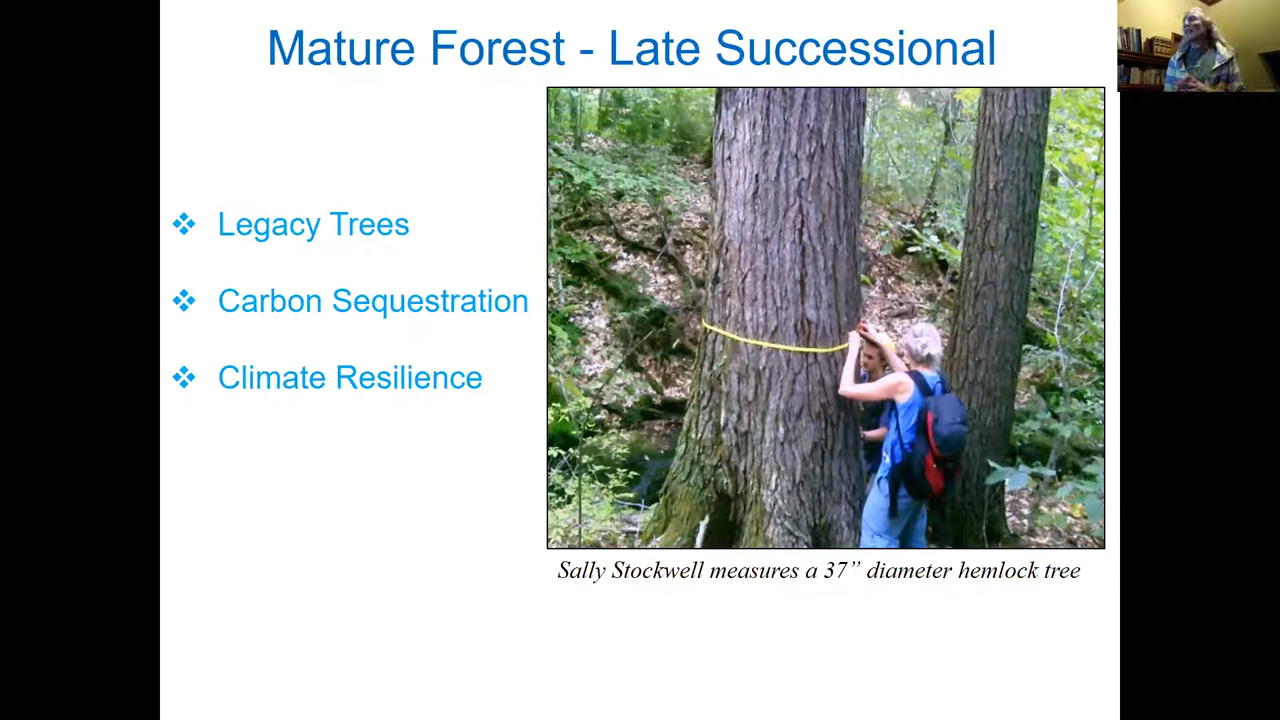 Mature Forest - Late Successional
Legacy Trees
Carbon Sequestration
Climate Resilience
Sally Stockwell measures a 37” diameter hemlock tree